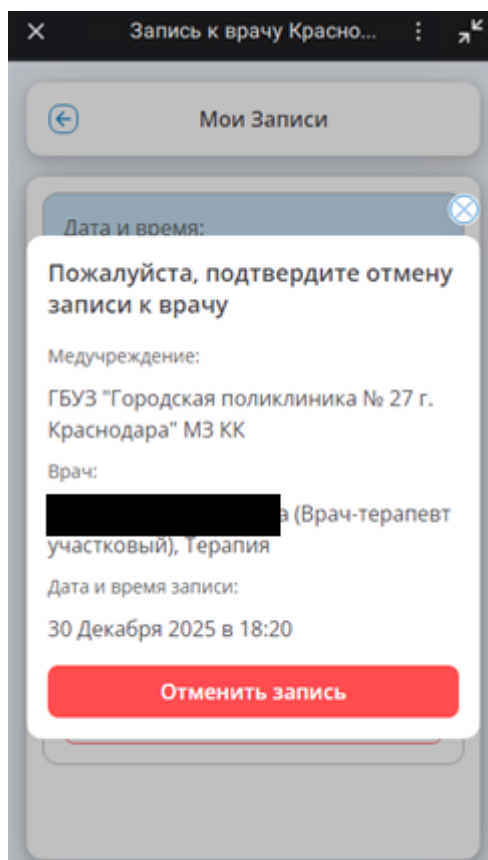 Запись к врачу Красно...
Мои Записи
Дата и время:
Пожалуйста, подтвердите отмену
записи к врачу
Медучреждение:
ГБУЗ "Городская поликлиника № 27 г.
Краснодара" МЗ КК
Врач:
а (Врач-терапевт
участковый), Терапия
Дата и время записи:
30 Декабря 2025 в 18:20
Отменить запись